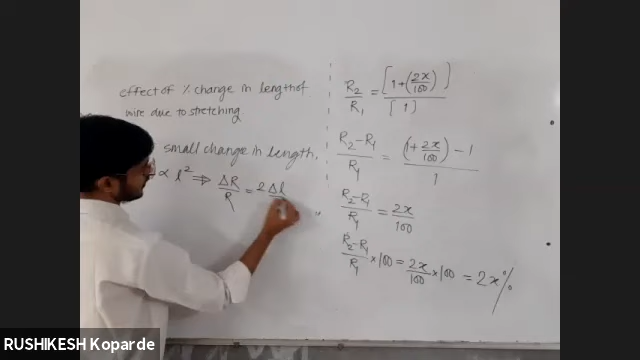 effect of % change in length of
wire due to stretching
small change in length,
∝ l² ⇒ ΔR/R = 2Δl
R₂/R₁ = [1+(2x/100)]/[1]
R₂-R₁/R₁ = (1+2x/100)-1/1
R₂-R₁/R₁ = 2x/100
R₂-R₁/R₁ × 100 = 2x/100 × 100 = 2x%
RUSHIKESH Koparde